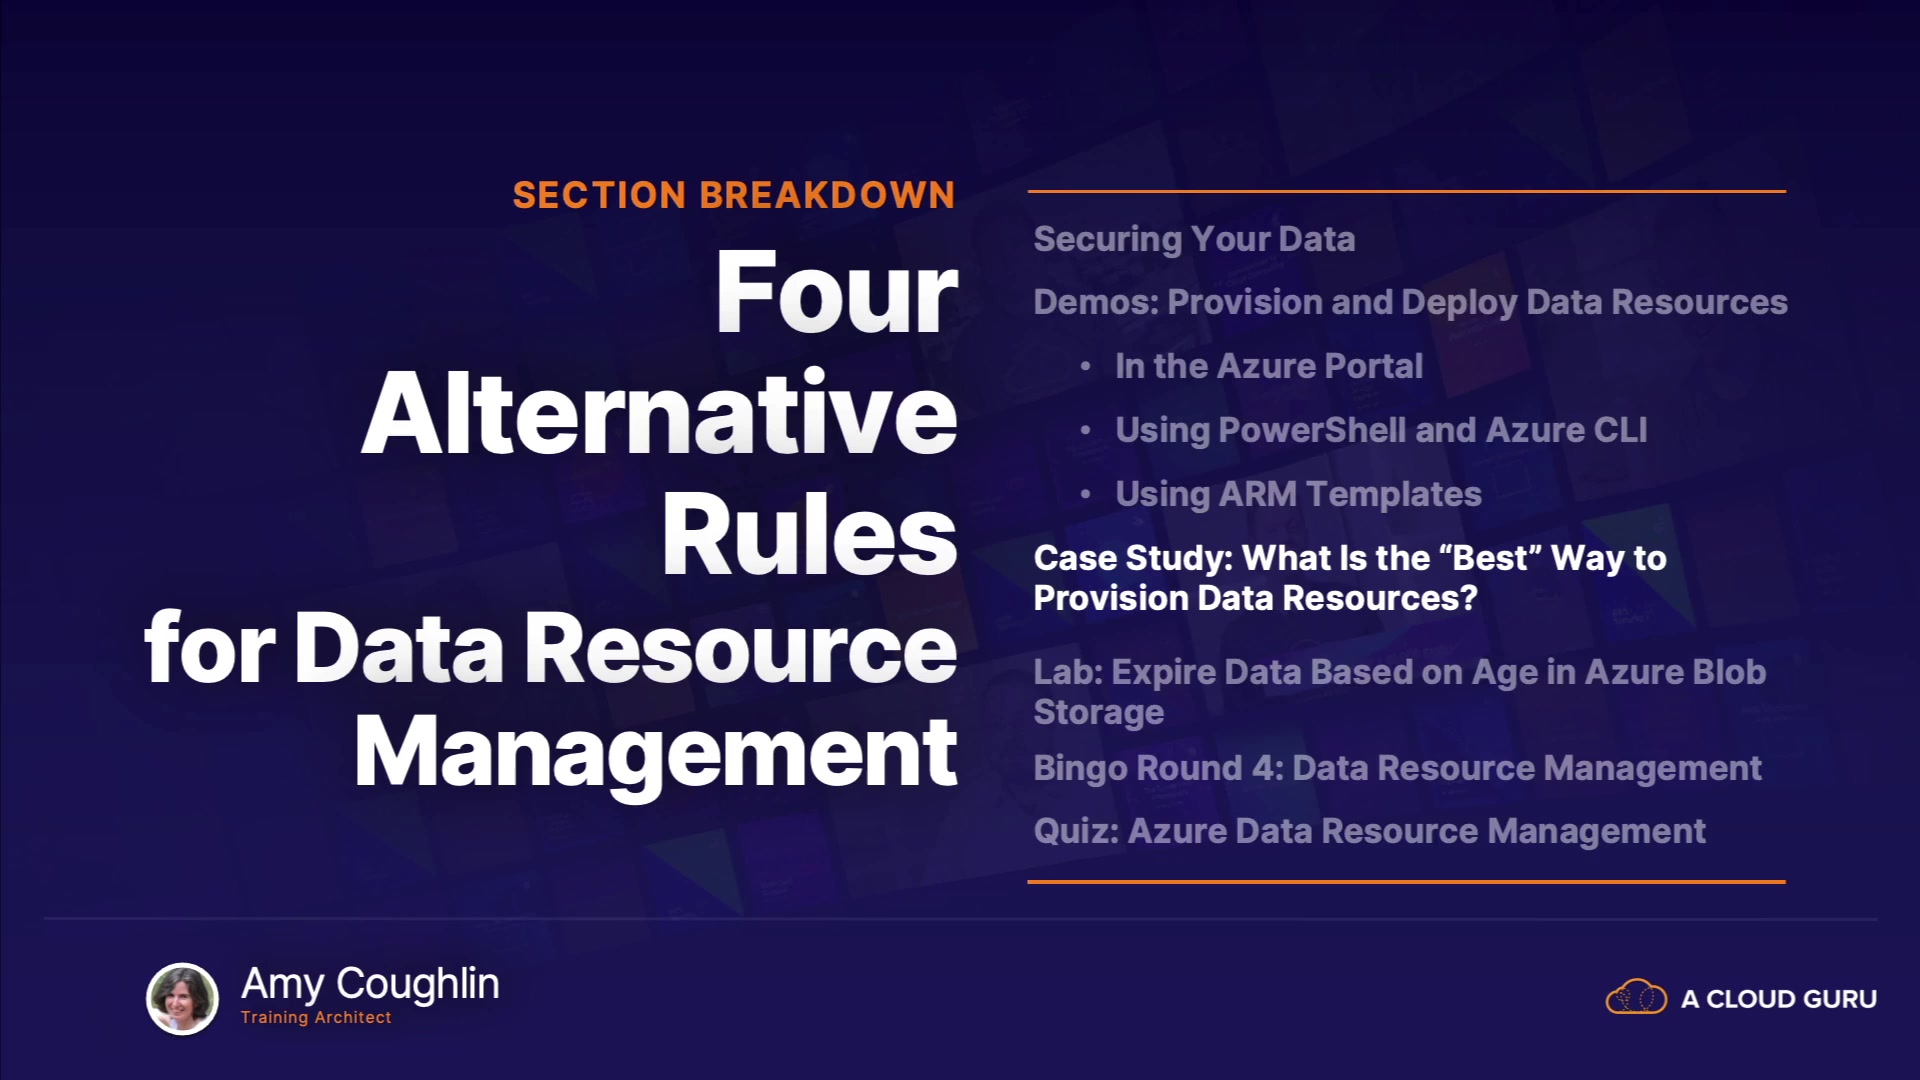 SECTION BREAKDOWN
Four
Alternative
Rules
for Data Resource
Management
Securing Your Data
Demos: Provision and Deploy Data Resources
• In the Azure Portal
• Using PowerShell and Azure CLI
• Using ARM Templates
Case Study: What Is the “Best” Way to
Provision Data Resources?
Lab: Expire Data Based on Age in Azure Blob
Storage
Bingo Round 4: Data Resource Management
Quiz: Azure Data Resource Management
Amy Coughlin
Training Architect
A CLOUD GURU